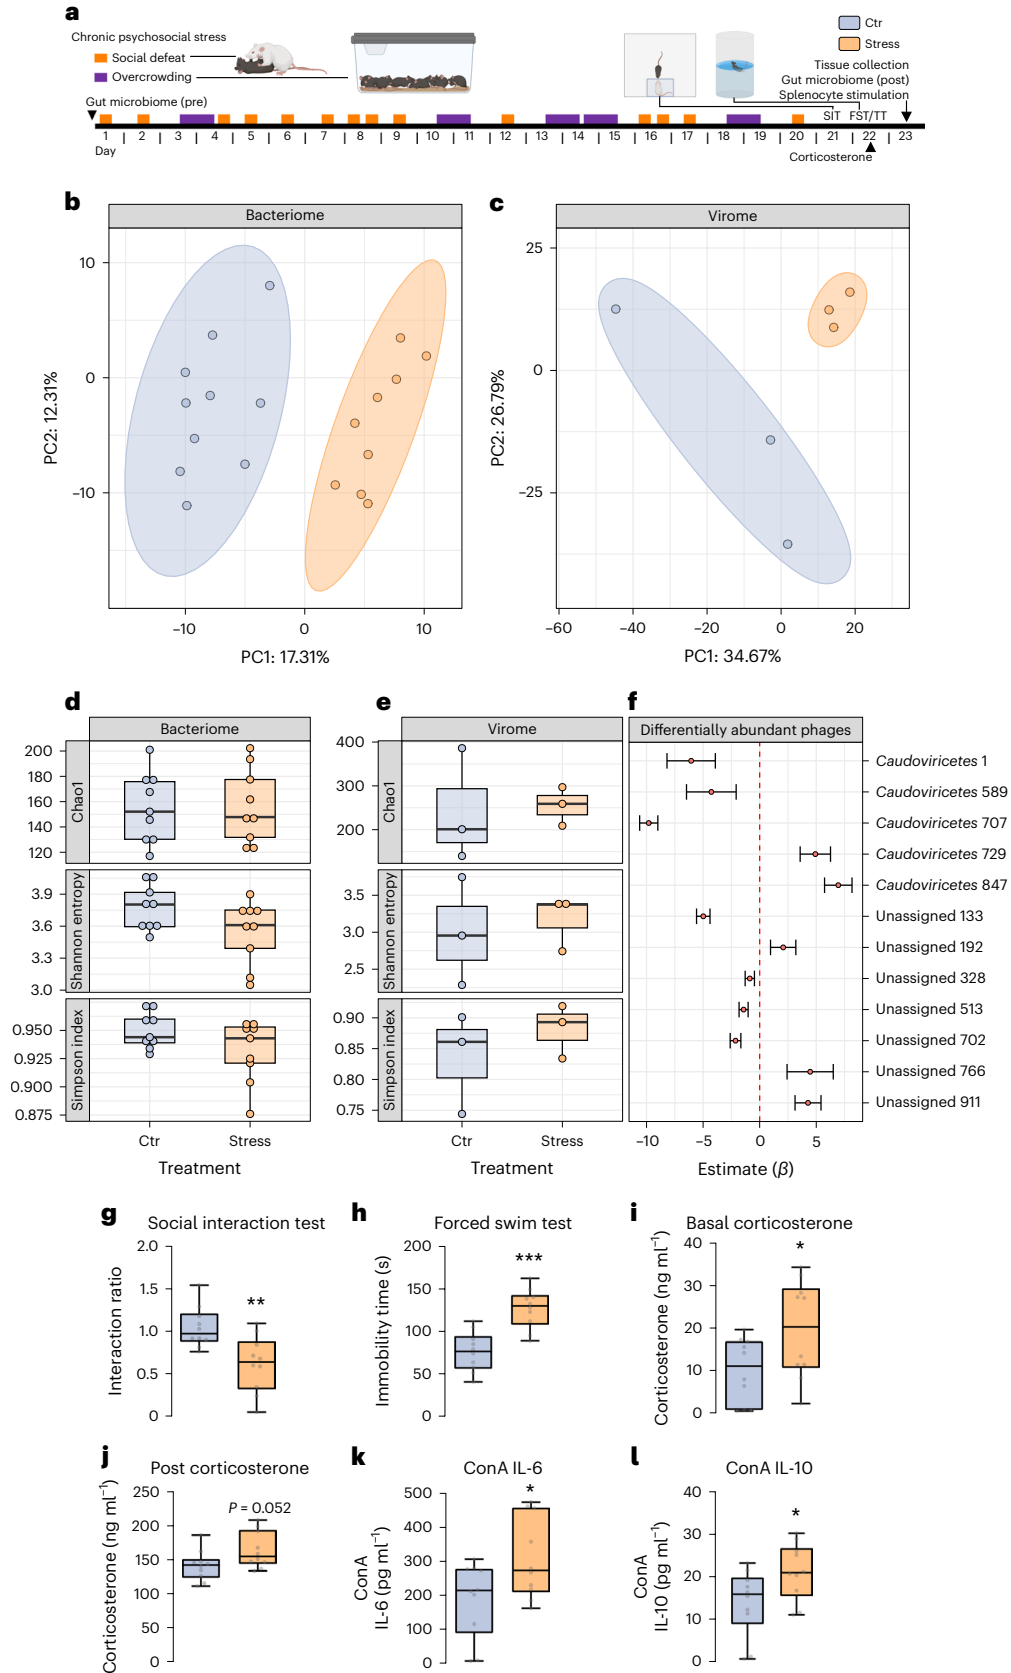 a
Chronic psychosocial stress
Social defeat
Overcrowding
Ctr
Stress
Tissue collection
Gut microbiome (post)
Splenocyte stimulation
Gut microbiome (pre)
SIT FST/TT
1 2 3 4 5 6 7 8 9 10 11 12 13 14 15 16 17 18 19 20 21 22 23
Day
Corticosterone
b
Bacteriome
10
0
−10
PC2: 12.31%
−10 0 10
PC1: 17.31%
c
Virome
25
0
−25
PC2: 26.79%
−60 −40 −20 0 20
PC1: 34.67%
d
Bacteriome
Chao1
200
180
160
140
120
Shannon entropy
3.9
3.6
3.3
3.0
Simpson index
0.950
0.925
0.900
0.875
Ctr Stress
Treatment
e
Virome
Chao1
400
300
200
Shannon entropy
3.5
3.0
2.5
Simpson index
0.90
0.85
0.80
0.75
Ctr Stress
Treatment
f
Differentially abundant phages
Caudoviricetes 1
Caudoviricetes 589
Caudoviricetes 707
Caudoviricetes 729
Caudoviricetes 847
Unassigned 133
Unassigned 192
Unassigned 328
Unassigned 513
Unassigned 702
Unassigned 766
Unassigned 911
−10 −5 0 5
Estimate (β)
g
Social interaction test
Interaction ratio
2.0
1.5
1.0
0.5
0
**
h
Forced swim test
Immobility time (s)
200
150
100
50
0
***
i
Basal corticosterone
Corticosterone (ng ml−1)
40
30
20
10
0
*
j
Post corticosterone
Corticosterone (ng ml−1)
250
200
150
100
50
0
P = 0.052
k
ConA IL-6
ConA
IL-6 (pg ml−1)
500
400
300
200
100
0
*
l
ConA IL-10
ConA
IL-10 (pg ml−1)
40
30
20
10
0
*